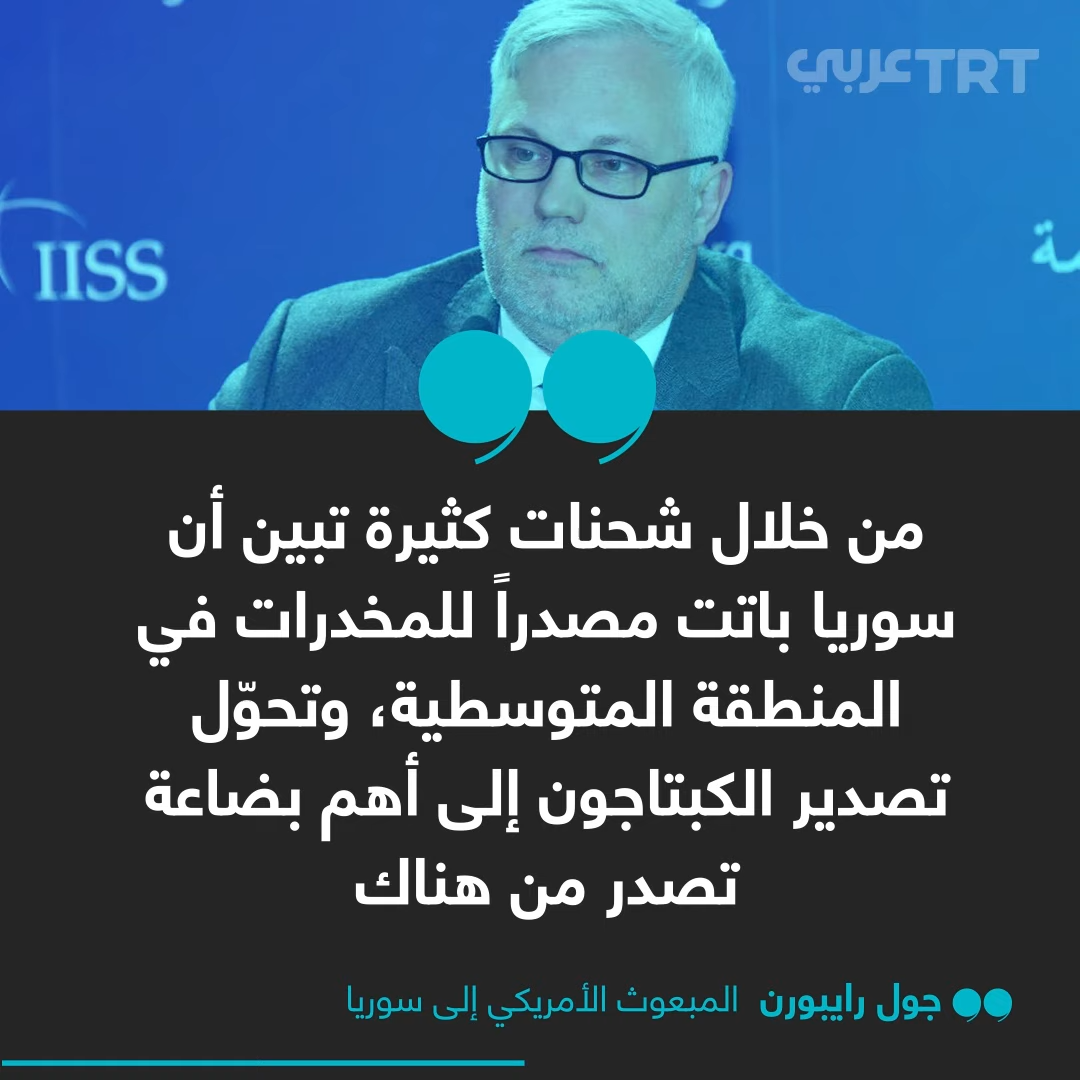 TRT عربي
IISS
من خلال شحنات كثيرة تبين أن
سوريا باتت مصدراً للمخدرات في
المنطقة المتوسطية، وتحوّل
تصدير الكبتاجون إلى أهم بضاعة
تصدر من هناك
جول رايبورن المبعوث الأمريكي إلى سوريا